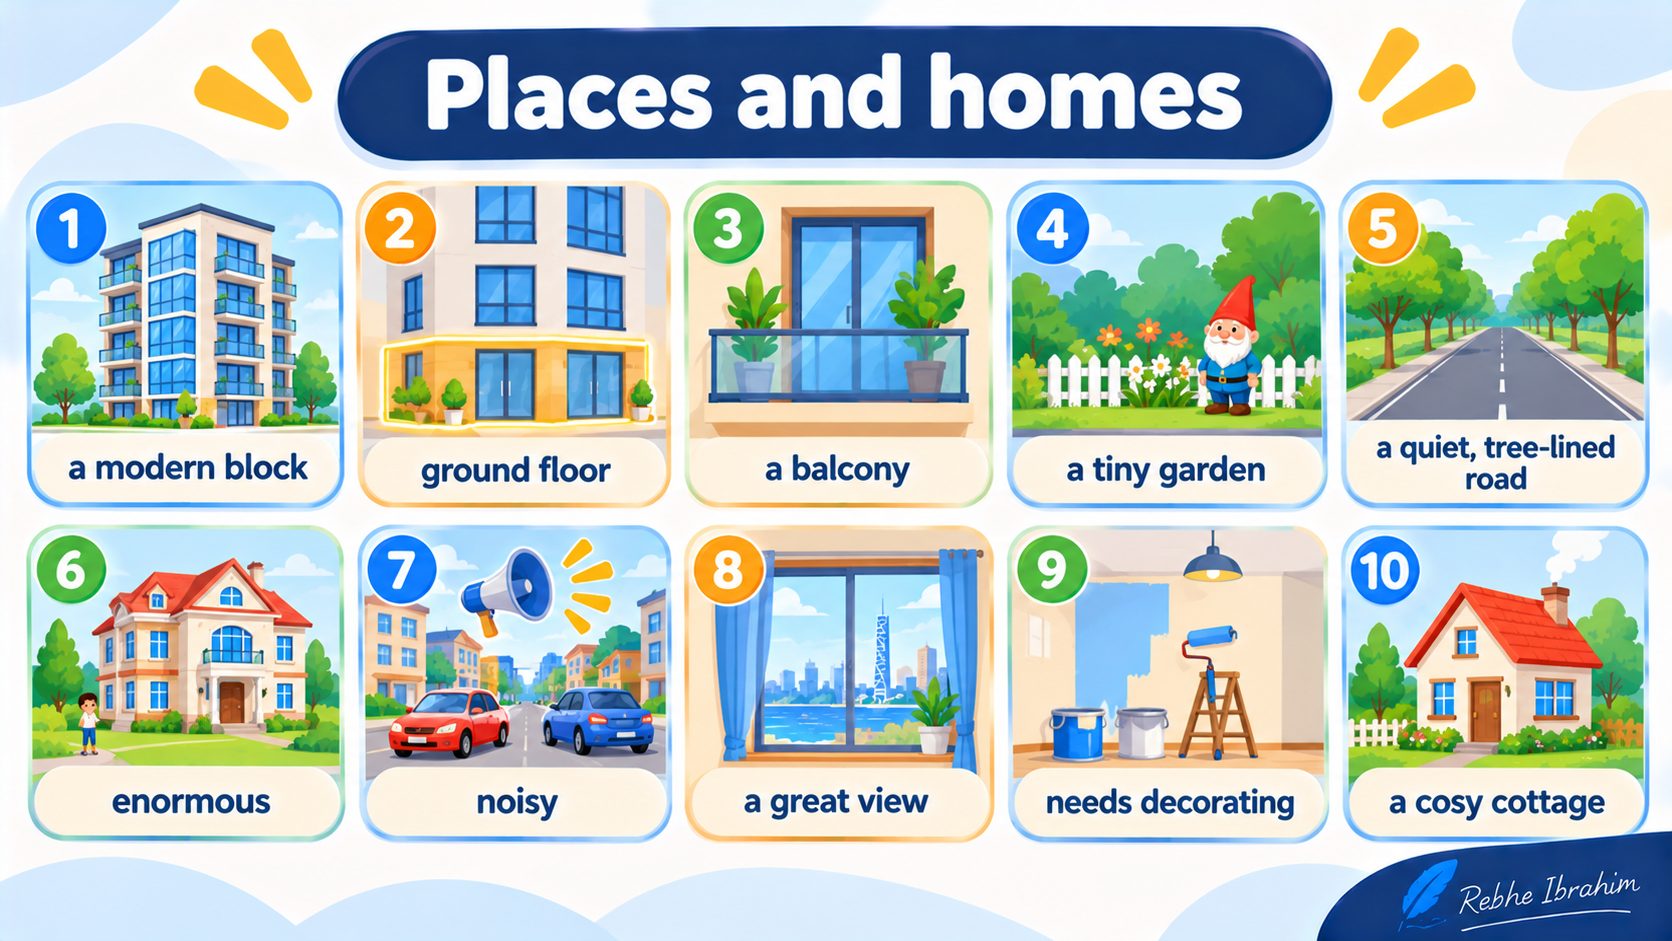 Places and homes
1
a modern block
2
ground floor
3
a balcony
4
a tiny garden
5
a quiet, tree-lined
road
6
enormous
7
noisy
8
a great view
9
needs decorating
10
a cosy cottage
Rebhe Ibrahim